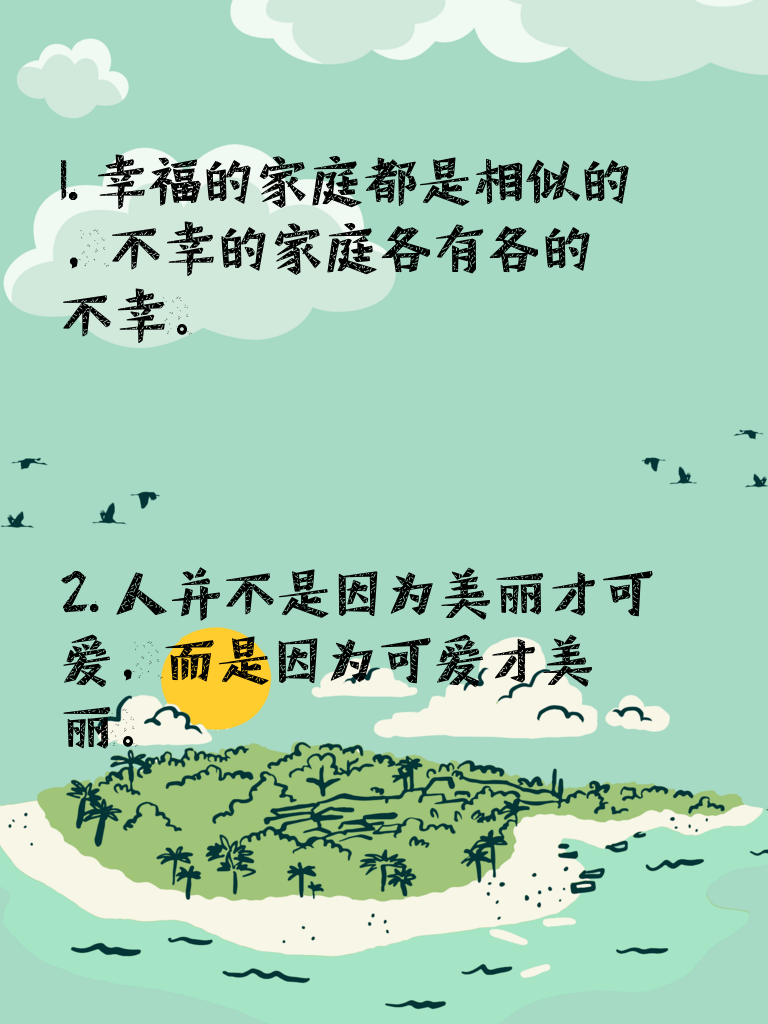 1. 幸福的家庭都是相似的
，不幸的家庭各有各的
不幸。
2. 人并不是因为美丽才可
爱，而是因为可爱才美
丽。